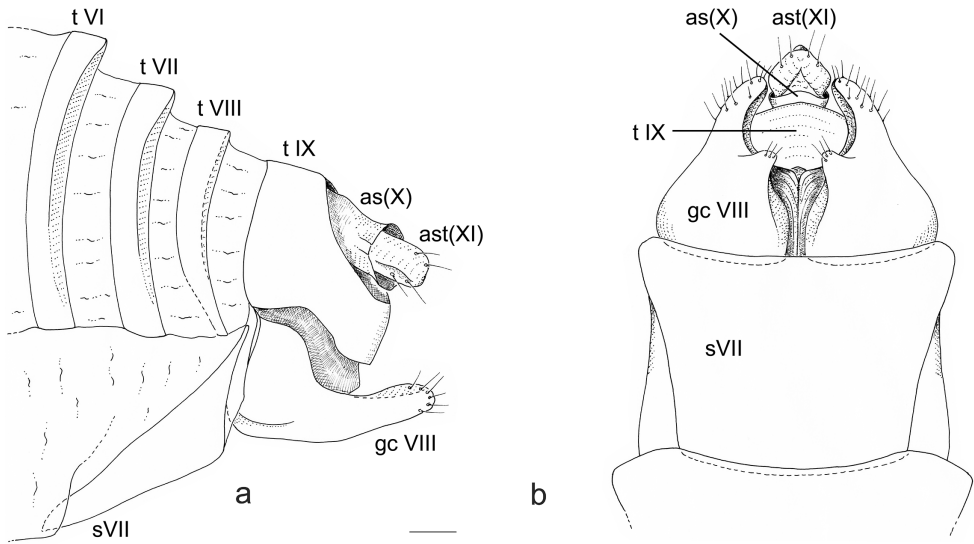 t VI
t VII
t VIII
t IX
as(X)
ast(XI)
gc VIII
sVII
a
as(X)
ast(XI)
t IX
gc VIII
sVII
b